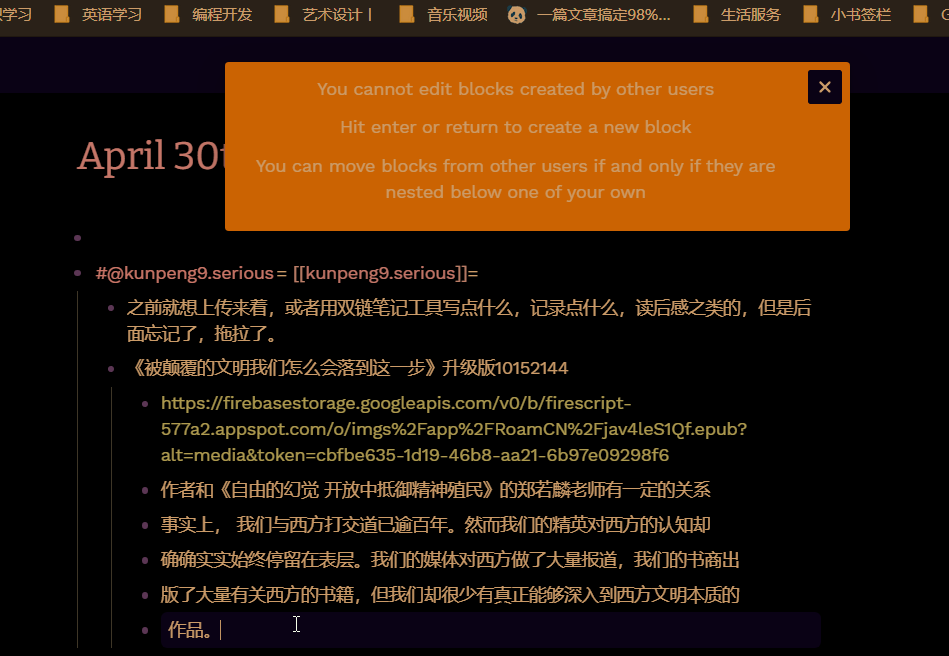 英语学习 编程开发 艺术设计丨 音乐视频 一篇文章搞定98%... 生活服务 小书签栏
You cannot edit blocks created by other users
Hit enter or return to create a new block
You can move blocks from other users if and only if they are
nested below one of your own
April 30
#@kunpeng9.serious= [[kunpeng9.serious]]=
之前就想上传来着，或者用双链笔记工具写点什么，记录点什么，读后感之类的，但是后
面忘记了，拖拉了。
《被颠覆的文明我们怎么会落到这一步》升级版10152144
https://firebasestorage.googleapis.com/v0/b/firescript-
577a2.appspot.com/o/imgs%2Fapp%2FRoamCN%2Fjav4leS1Qf.epub?
alt=media&token=cbfbe635-1d19-46b8-aa21-6b97e09298f6
作者和《自由的幻觉 开放中抵御精神殖民》的郑若麟老师有一定的关系
事实上， 我们与西方打交道已逾百年。然而我们的精英对西方的认知却
确确实实始终停留在表层。我们的媒体对西方做了大量报道，我们的书商出
版了大量有关西方的书籍，但我们却很少有真正能够深入到西方文明本质的
作品。